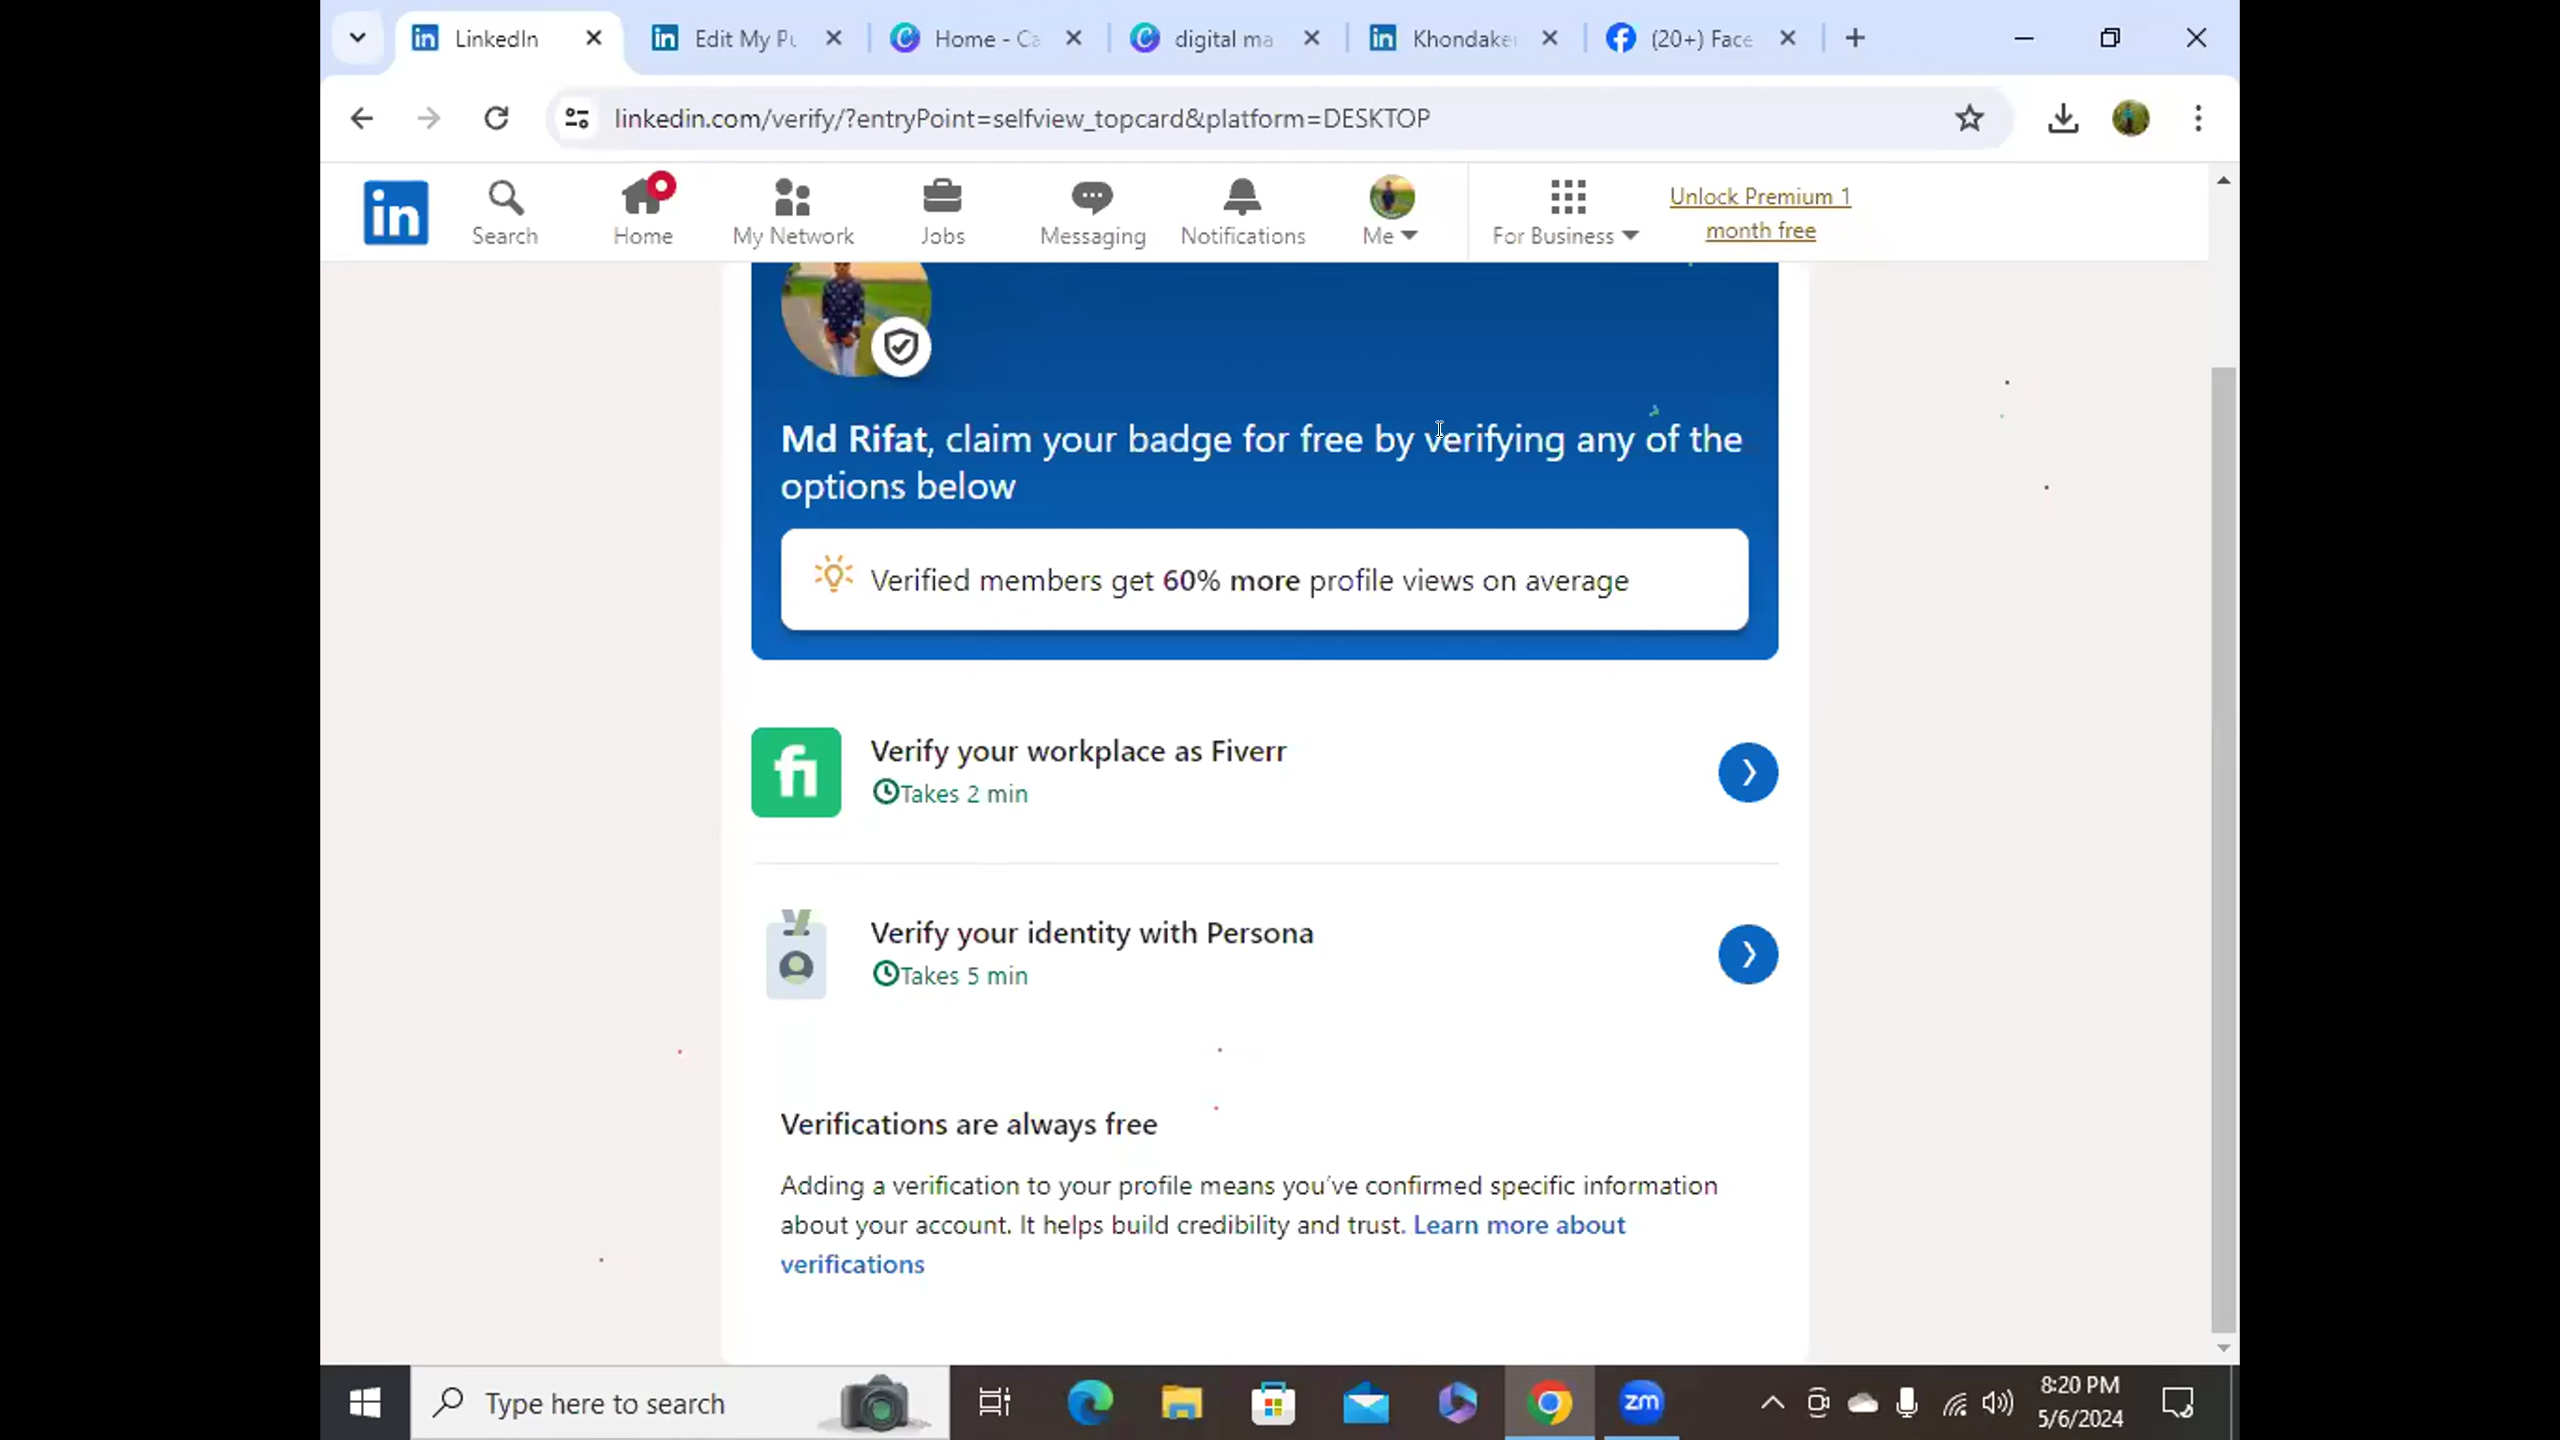 LinkedIn
Edit My Pu
Home - Ca
digital ma
Khondake
(20+) Face
linkedin.com/verify/?entryPoint=selfview_topcard&platform=DESKTOP
in
Search
Home
My Network
Jobs
Messaging
Notifications
Me
For Business
Unlock Premium 1
month free
Md Rifat, claim your badge for free by verifying any of the
options below
Verified members get 60% more profile views on average
fi
Verify your workplace as Fiverr
Takes 2 min
Verify your identity with Persona
Takes 5 min
Verifications are always free
Adding a verification to your profile means you've confirmed specific information
about your account. It helps build credibility and trust. Learn more about
verifications
Type here to search
zm
8:20 PM
5/6/2024